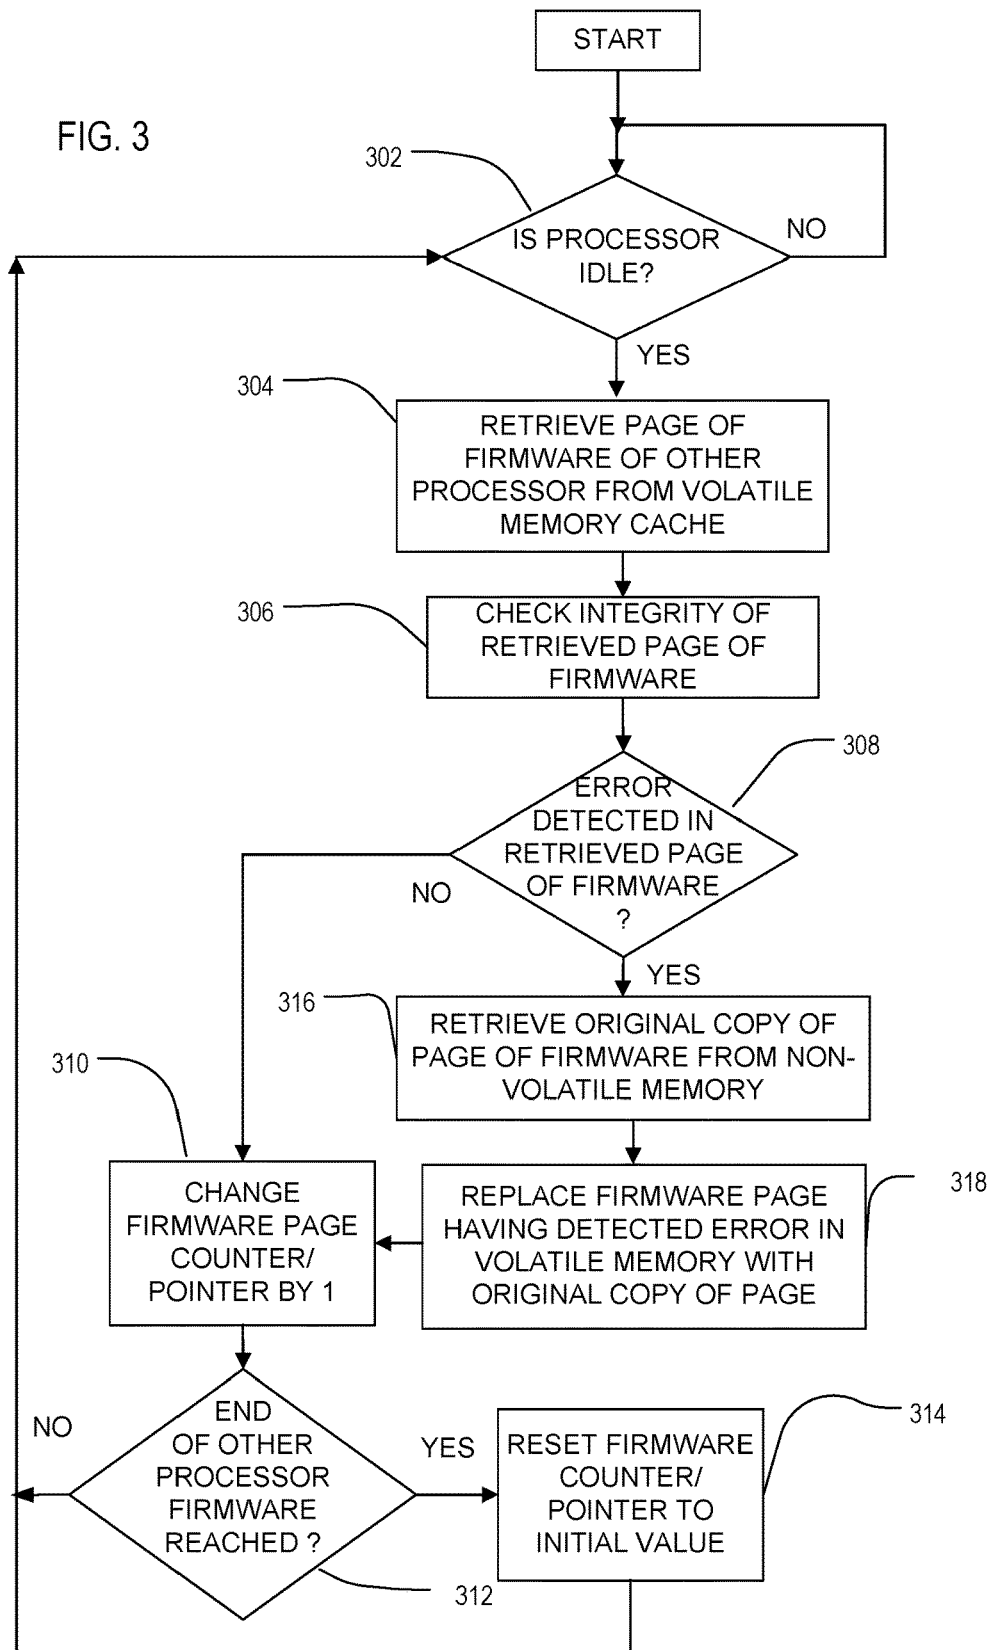 START
FIG. 3
302
IS PROCESSOR
IDLE?
NO
YES
304
RETRIEVE PAGE OF
FIRMWARE OF OTHER
PROCESSOR FROM VOLATILE
MEMORY CACHE
306
CHECK INTEGRITY OF
RETRIEVED PAGE OF
FIRMWARE
308
ERROR
DETECTED IN
RETRIEVED PAGE
OF FIRMWARE
?
NO
YES
316
RETRIEVE ORIGINAL COPY OF
PAGE OF FIRMWARE FROM NON-
VOLATILE MEMORY
310
CHANGE
FIRMWARE PAGE
COUNTER/
POINTER BY 1
318
REPLACE FIRMWARE PAGE
HAVING DETECTED ERROR IN
VOLATILE MEMORY WITH
ORIGINAL COPY OF PAGE
NO
END
OF OTHER
PROCESSOR
FIRMWARE
REACHED ?
YES
312
314
RESET FIRMWARE
COUNTER/
POINTER TO
INITIAL VALUE